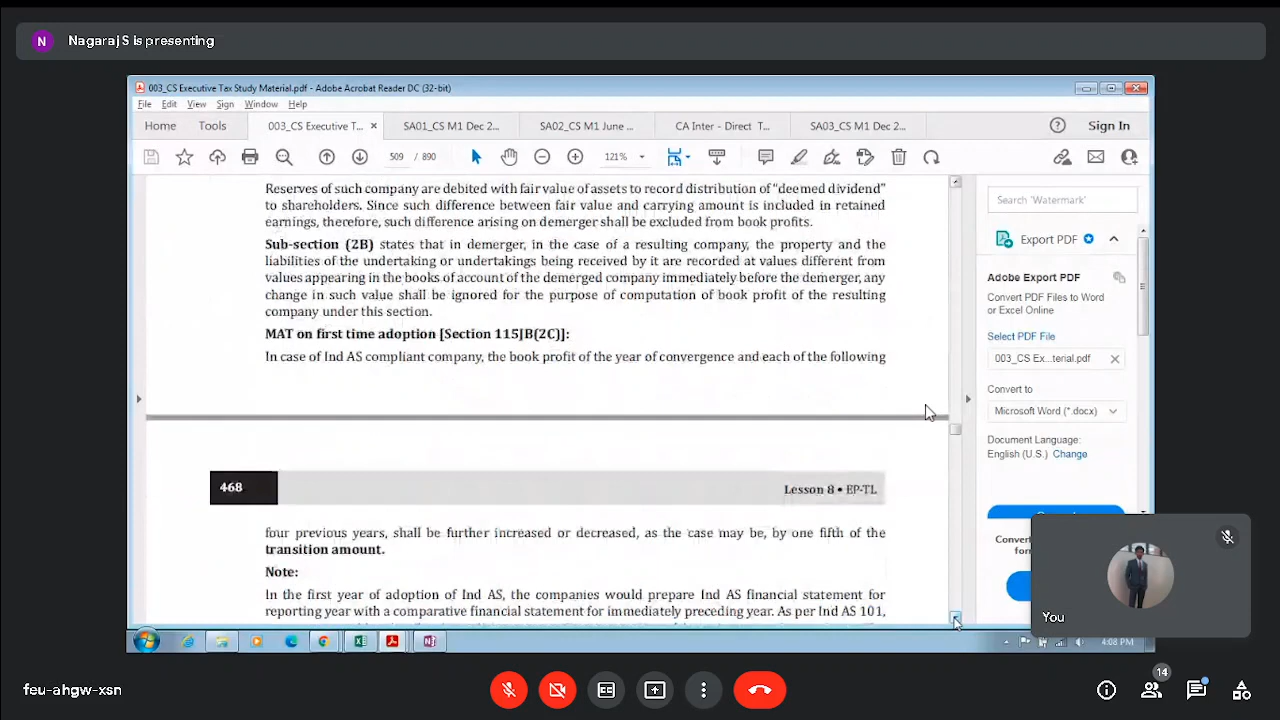 N Nagaraj S is presenting
003_CS Executive Tax Study Material.pdf - Adobe Acrobat Reader DC (32-bit)
File Edit View Sign Window Help
Home Tools 003_CS Executive T... × SA01_CS M1 Dec 2... SA02_CS M1 June ... CA Inter - Direct T... SA03_CS M1 Dec 2... Sign In
509 / 890 121%
Reserves of such company are debited with fair value of assets to record distribution of “deemed dividend”
to shareholders. Since such difference between fair value and carrying amount is included in retained
earnings, therefore, such difference arising on demerger shall be excluded from book profits.
Sub-section (2B) states that in demerger, in the case of a resulting company, the property and the
liabilities of the undertaking or undertakings being received by it are recorded at values different from
values appearing in the books of account of the demerged company immediately before the demerger, any
change in such value shall be ignored for the purpose of computation of book profit of the resulting
company under this section.
MAT on first time adoption [Section 115JB(2C)]:
In case of Ind AS compliant company, the book profit of the year of convergence and each of the following
468
Lesson 8 • EP-TL
four previous years, shall be further increased or decreased, as the case may be, by one fifth of the
transition amount.
Note:
In the first year of adoption of Ind AS, the companies would prepare Ind AS financial statement for
reporting year with a comparative financial statement for immediately preceding year. As per Ind AS 101,
Search 'Watermark'
Export PDF
Adobe Export PDF
Convert PDF Files to Word
or Excel Online
Select PDF File
003_CS Ex...terial.pdf
Convert to
Microsoft Word (*.docx)
Document Language:
English (U.S.) Change
You
4:08 PM
feu-ahgw-xsn
14